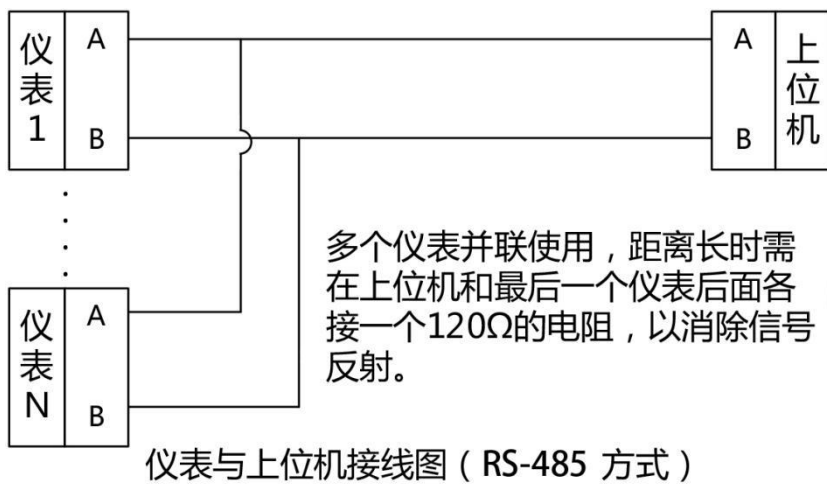 仪表1
A
B
A
B
上位机
多个仪表并联使用，距离长时需
在上位机和最后一个仪表后面各
接一个120Ω的电阻，以消除信号
反射。
仪表N
A
B
仪表与上位机接线图（RS-485 方式）